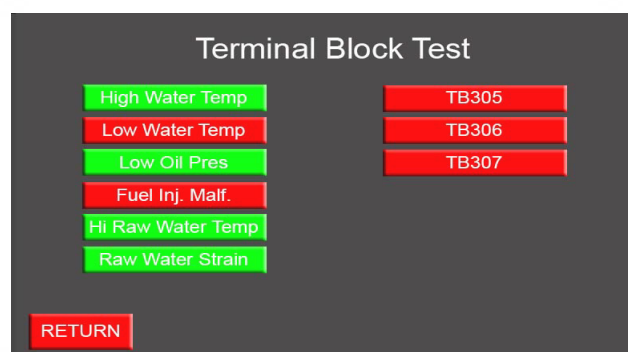 Terminal Block Test
High Water Temp
Low Water Temp
Low Oil Pres
Fuel Inj. Malf.
Hi Raw Water Temp
Raw Water Strain
TB305
TB306
TB307
RETURN